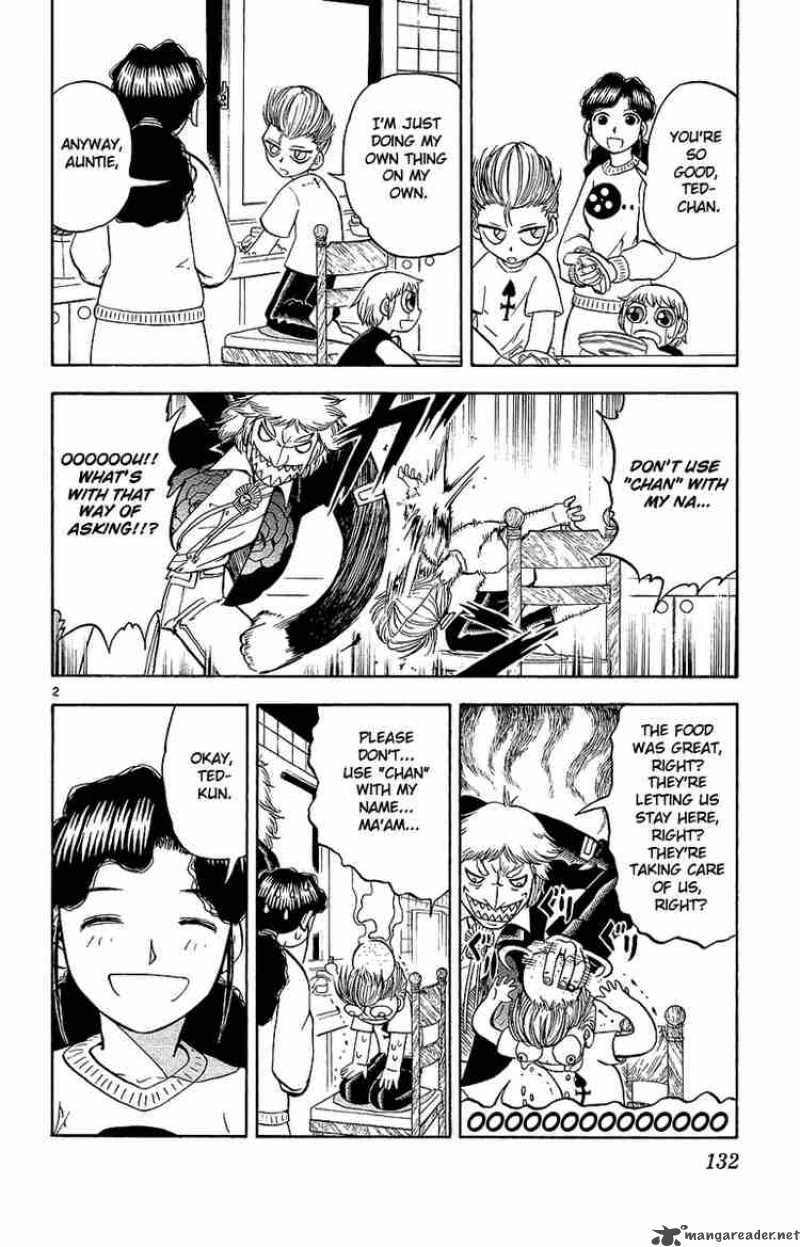 YOU'RE
SO
GOOD,
TED-
CHAN.
I'M JUST
DOING MY
OWN THING
ON MY
OWN.
ANYWAY,
AUNTIE,
DON'T USE
"CHAN" WITH
MY NA...
OOOOOOU!!
WHAT'S
WITH THAT
WAY OF
ASKING!!?
2
THE FOOD
WAS GREAT,
RIGHT?
THEY'RE
LETTING US
STAY HERE,
RIGHT?
THEY'RE
TAKING CARE
OF US,
RIGHT?
OOOOOOOOOOOOOOO
PLEASE
DON'T...
USE "CHAN"
WITH MY
NAME...
MA'AM...
OKAY,
TED-
KUN.
132
mangareader.net